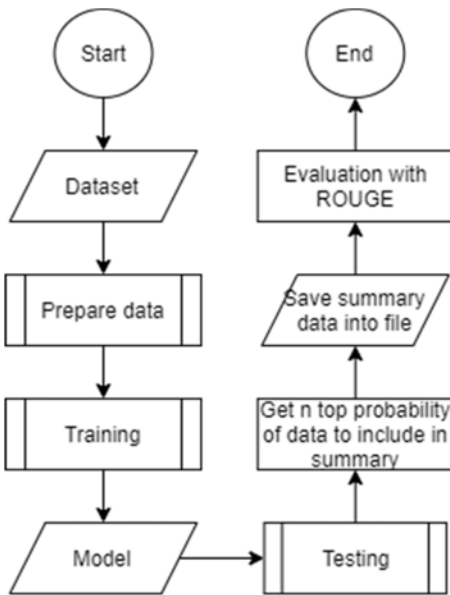 Start
Dataset
Prepare data
Training
Model
Testing
Get n top probability
of data to include in
summary
Save summary
data into file
Evaluation with
ROUGE
End